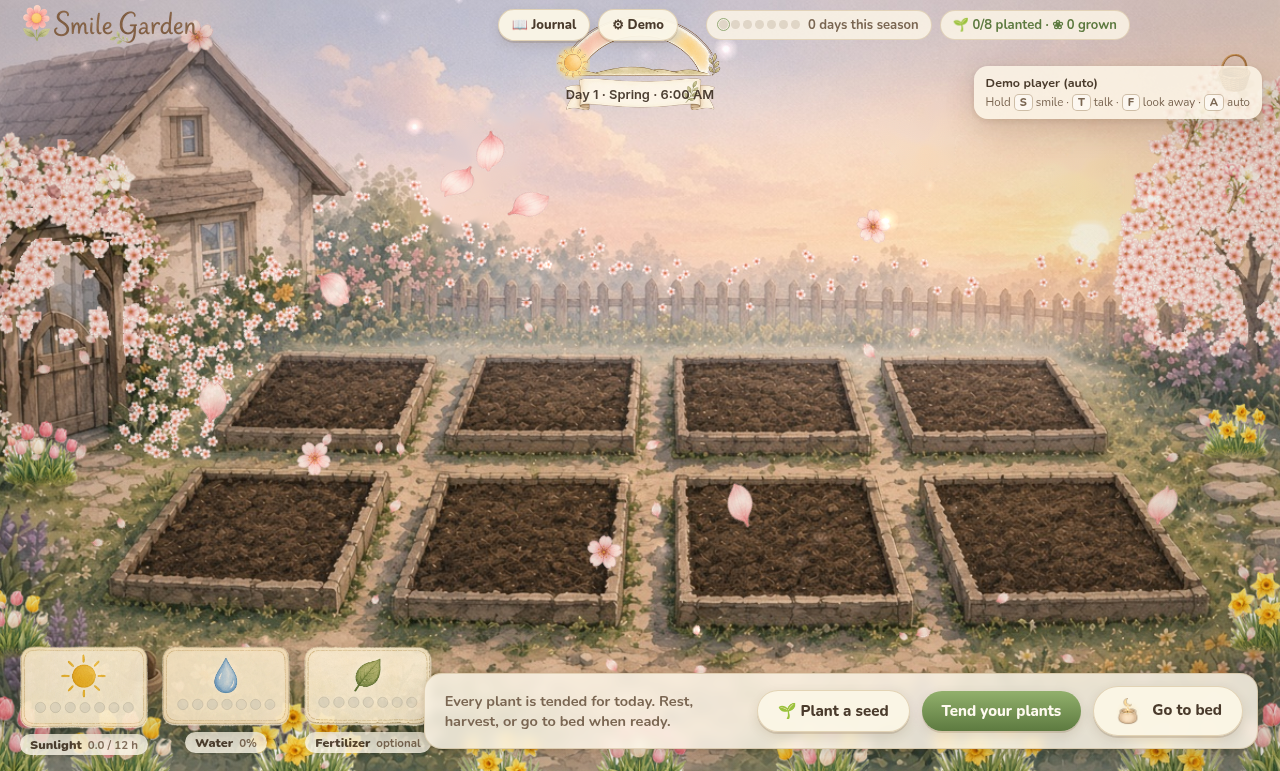 Smile Garden
📖 Journal
⚙ Demo
0 days this season
🌱 0/8 planted · ❀ 0 grown
Day 1 · Spring · 6:00 AM
Demo player (auto)
Hold S smile · T talk · F look away · A auto
Every plant is tended for today. Rest,
harvest, or go to bed when ready.
🌱 Plant a seed
Tend your plants
Go to bed
Sunlight 0.0 / 12 h
Water 0%
Fertilizer optional